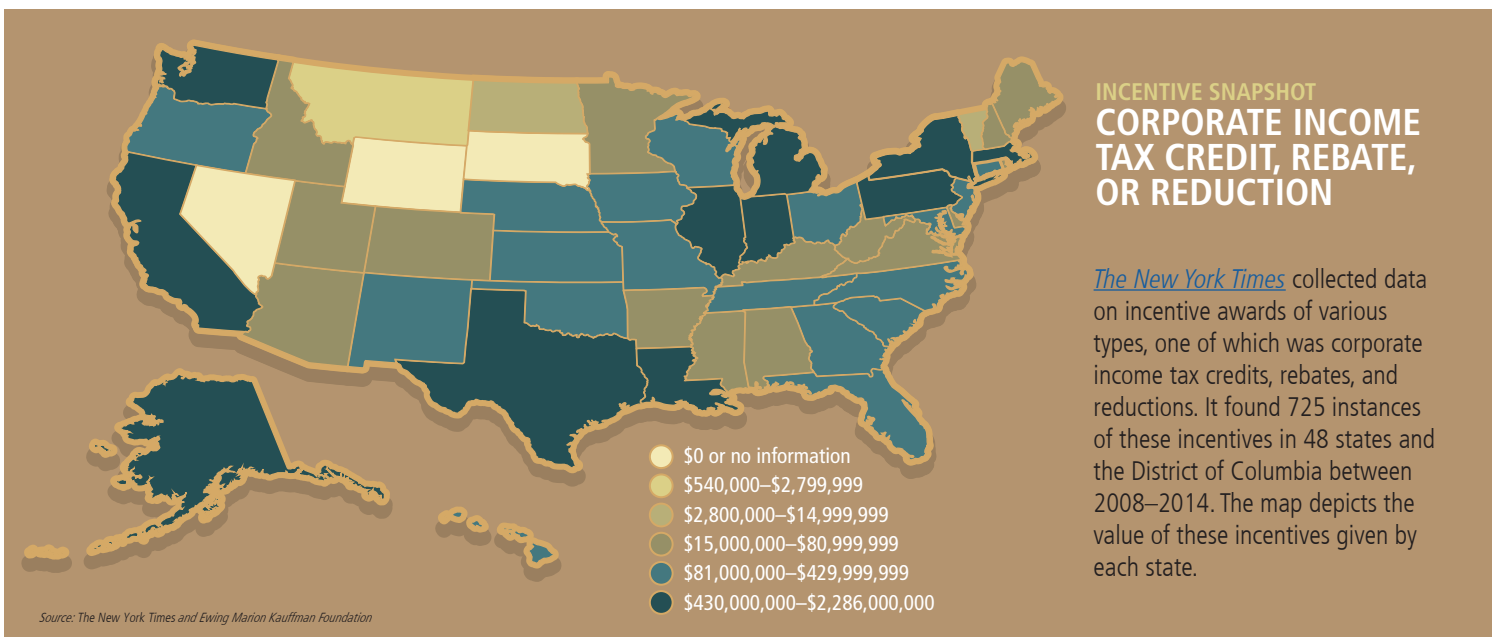 INCENTIVE SNAPSHOT
CORPORATE INCOME
TAX CREDIT, REBATE,
OR REDUCTION
The New York Times collected data
on incentive awards of various
types, one of which was corporate
income tax credits, rebates, and
reductions. It found 725 instances
of these incentives in 48 states and
the District of Columbia between
2008–2014. The map depicts the
value of these incentives given by
each state.
$0 or no information
$540,000–$2,799,999
$2,800,000–$14,999,999
$15,000,000–$80,999,999
$81,000,000–$429,999,999
$430,000,000–$2,286,000,000
Source: The New York Times and Ewing Marion Kauffman Foundation